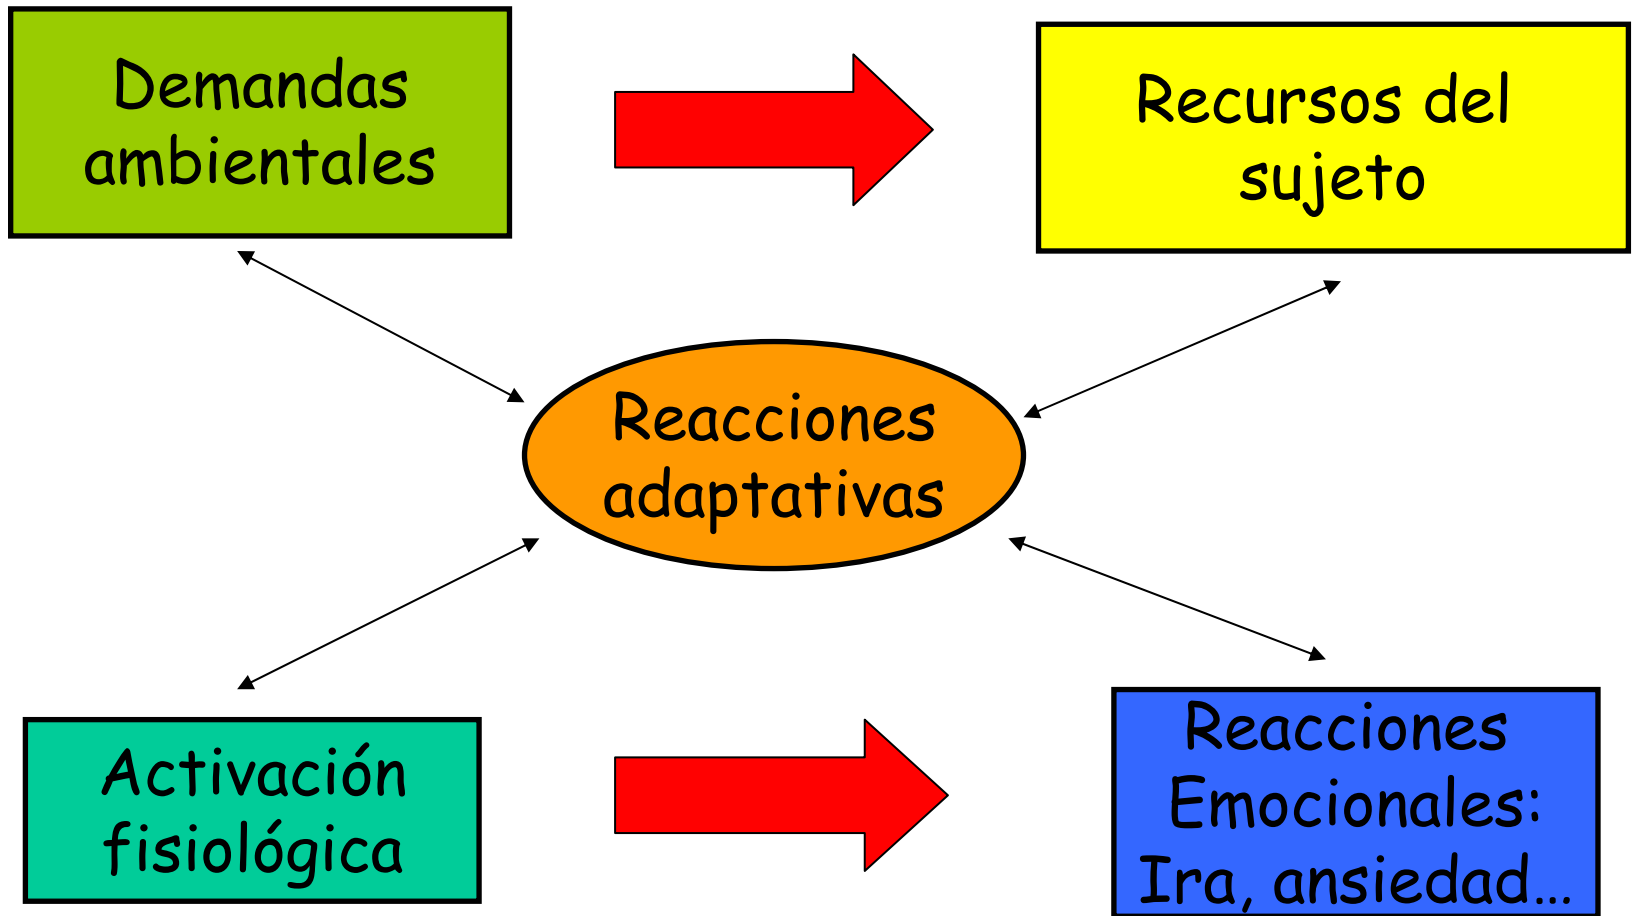 Demandas
ambientales
Recursos del
sujeto
Reacciones
adaptativas
Activación
fisiológica
Reacciones
Emocionales:
Ira, ansiedad...